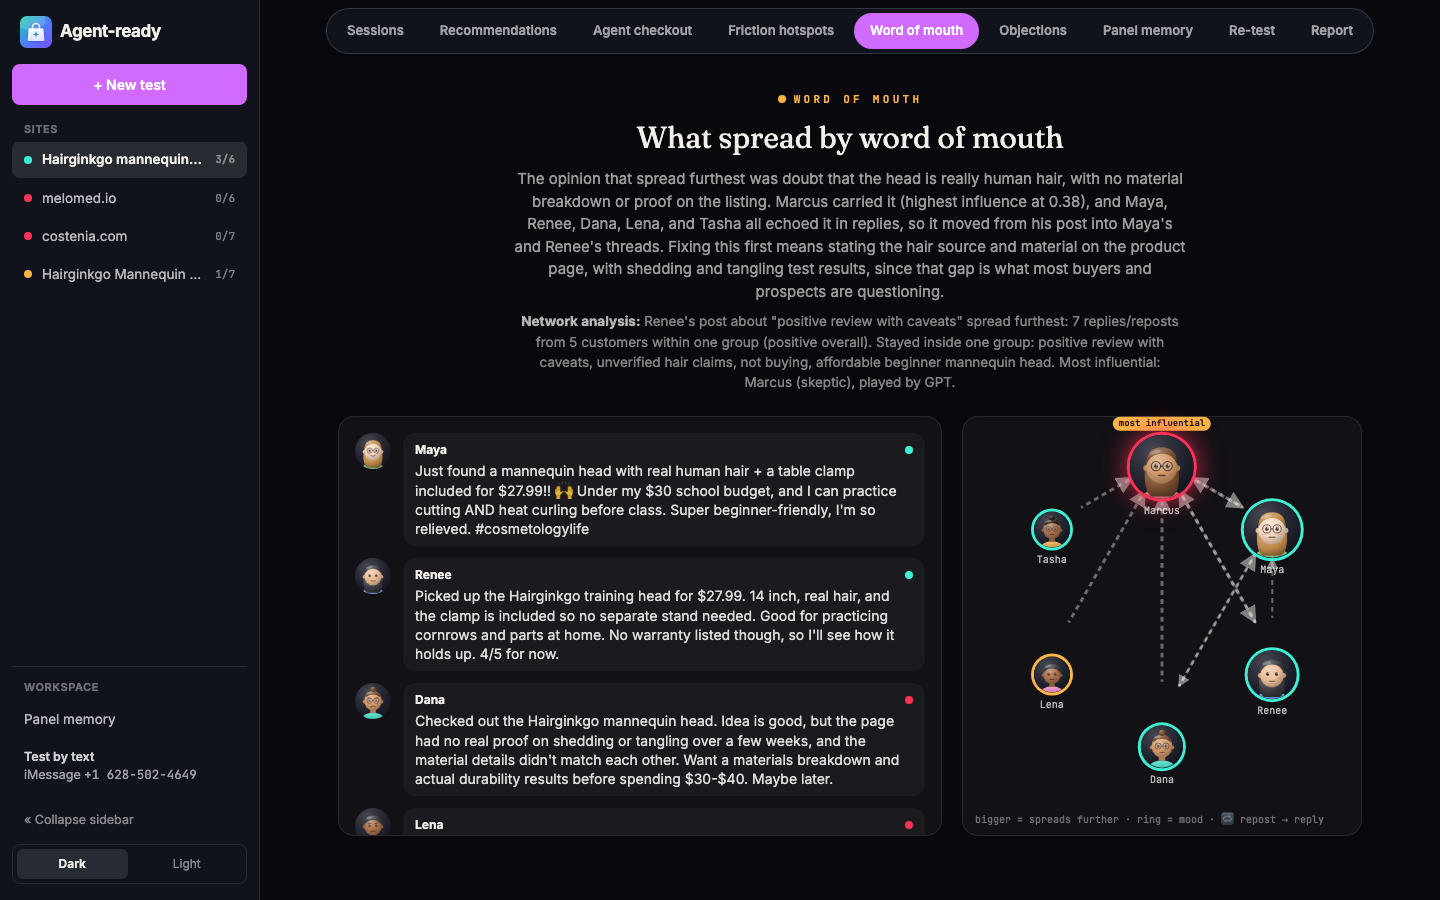 Agent-ready
+ New test
SITES
Hairginkgo mannequin... 3/6
melomed.io 0/6
costenia.com 0/7
Hairginkgo Mannequin ... 1/7
WORKSPACE
Panel memory
Test by text
iMessage +1 628-502-4649
« Collapse sidebar
Dark Light
Sessions Recommendations Agent checkout Friction hotspots Word of mouth Objections Panel memory Re-test Report
WORD OF MOUTH
What spread by word of mouth
The opinion that spread furthest was doubt that the head is really human hair, with no material
breakdown or proof on the listing. Marcus carried it (highest influence at 0.38), and Maya,
Renee, Dana, Lena, and Tasha all echoed it in replies, so it moved from his post into Maya's
and Renee's threads. Fixing this first means stating the hair source and material on the product
page, with shedding and tangling test results, since that gap is what most buyers and
prospects are questioning.
Network analysis: Renee's post about "positive review with caveats" spread furthest: 7 replies/reposts
from 5 customers within one group (positive overall). Stayed inside one group: positive review with
caveats, unverified hair claims, not buying, affordable beginner mannequin head. Most influential:
Marcus (skeptic), played by GPT.
Maya
Just found a mannequin head with real human hair + a table clamp
included for $27.99!! 🙌 Under my $30 school budget, and I can practice
cutting AND heat curling before class. Super beginner-friendly, I'm so
relieved. #cosmetologylife
Renee
Picked up the Hairginkgo training head for $27.99. 14 inch, real hair, and
the clamp is included so no separate stand needed. Good for practicing
cornrows and parts at home. No warranty listed though, so I'll see how it
holds up. 4/5 for now.
Dana
Checked out the Hairginkgo mannequin head. Idea is good, but the page
had no real proof on shedding or tangling over a few weeks, and the
material details didn't match each other. Want a materials breakdown and
actual durability results before spending $30-$40. Maybe later.
Lena
most influential
Marcus
Tasha
Maya
Lena
Renee
Dana
bigger = spreads further · ring = mood · 🔁 repost → reply